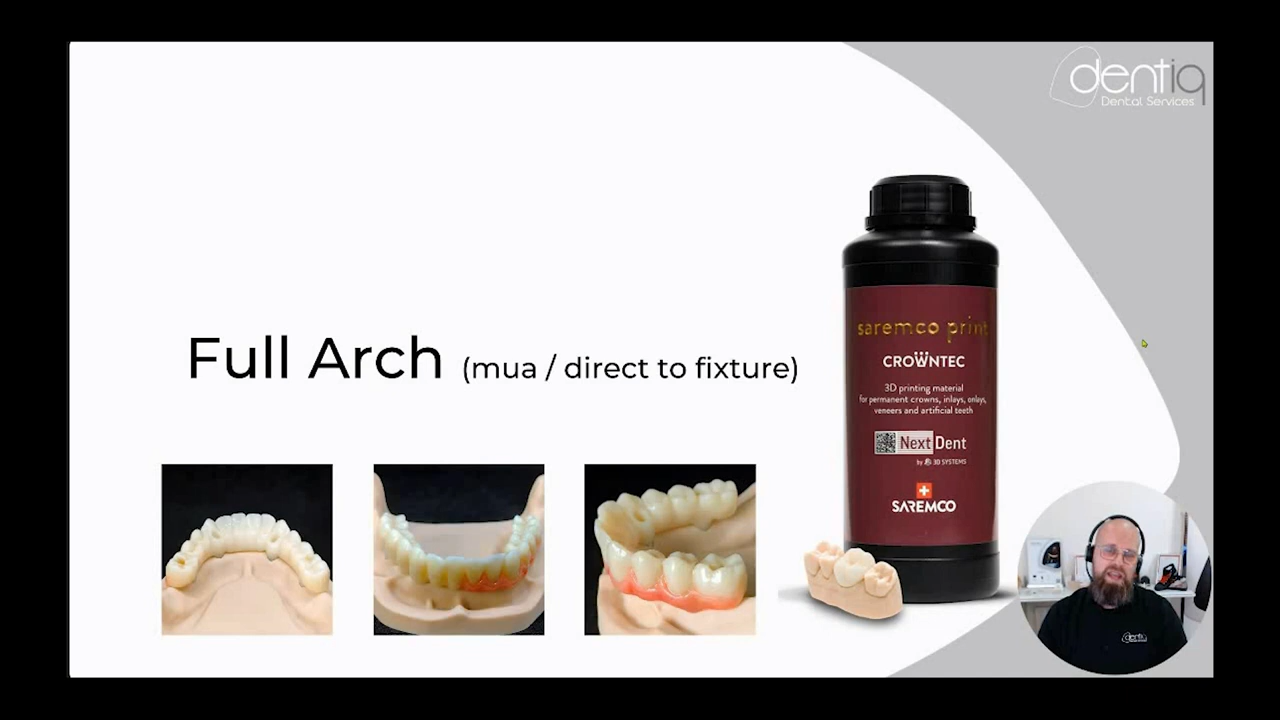 dentiq
Dental Services
Full Arch (mua / direct to fixture)
saremco print
CROWNTEC
3D printing material
for permanent crowns, inlays, onlays,
veneers and artificial teeth
NextDent
by 3D SYSTEMS
SAREMCO
dentiq